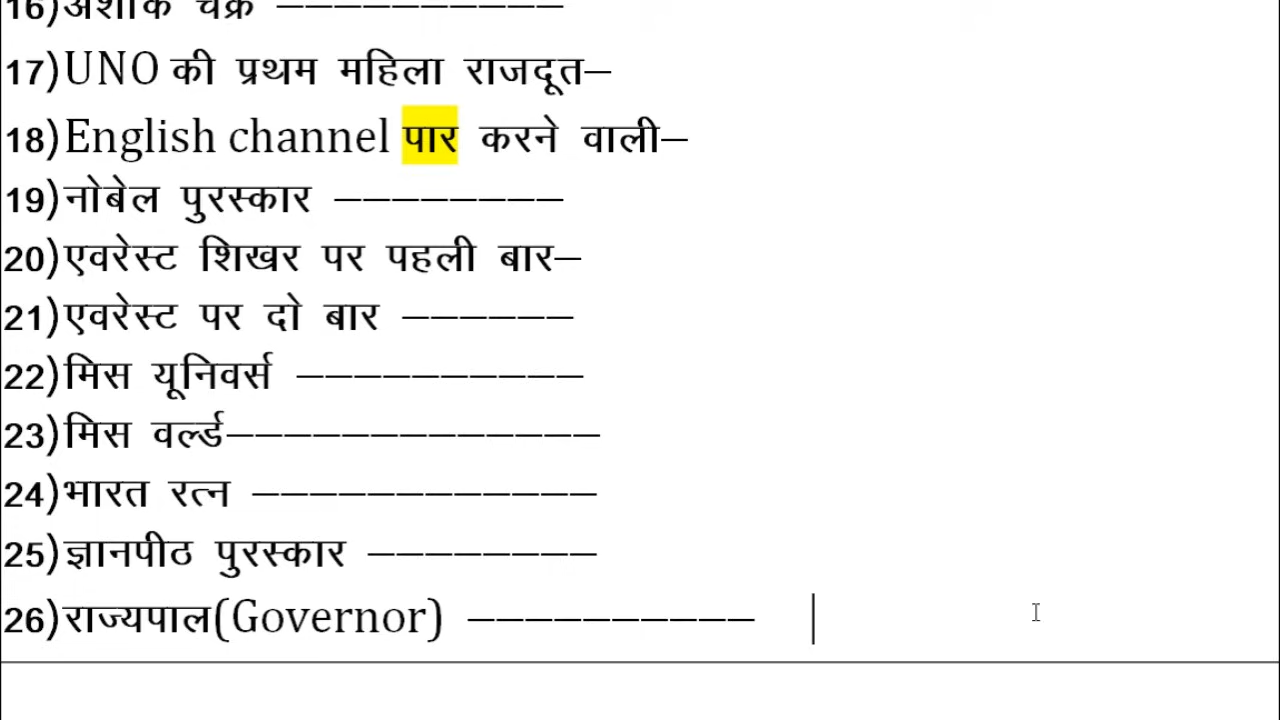 16)अशोक चक्र ––––––––––
17)UNO की प्रथम महिला राजदूत–
18)English channel पार करने वाली–
19)नोबेल पुरस्कार ––––––––
20)एवरेस्ट शिखर पर पहली बार–
21)एवरेस्ट पर दो बार ––––––
22)मिस यूनिवर्स ––––––––––
23)मिस वर्ल्ड–––––––––––––
24)भारत रत्न ––––––––––––
25)ज्ञानपीठ पुरस्कार ––––––––
26)राज्यपाल(Governor) ––––––––––